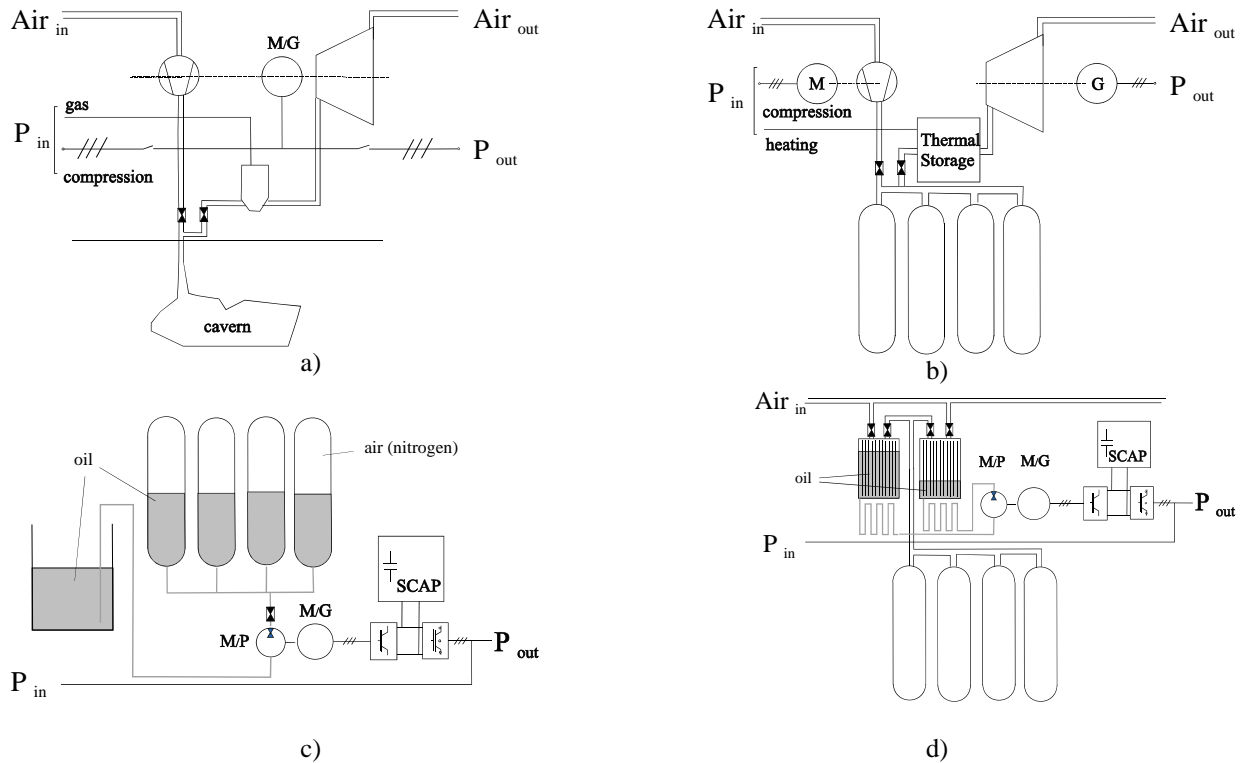 Air in
Air out
M/G
gas
P in
compression
P out
cavern
a)
Air in
Air out
M
G
P in
compression
P out
heating
Thermal
Storage
b)
oil
air (nitrogen)
SCAP
M/G
M/P
P out
P in
c)
Air in
SCAP
M/P
M/G
oil
P out
P in
d)